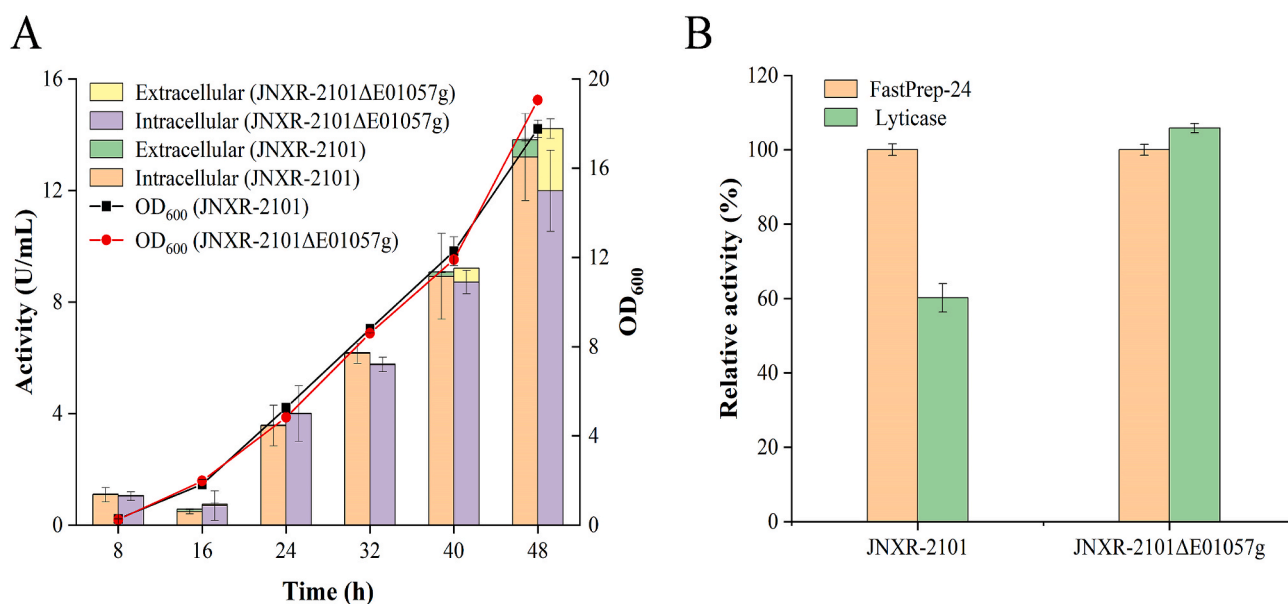 A
Activity (U/mL)
16
12
8
4
0
Extracellular (JNXR-2101ΔE01057g)
Intracellular (JNXR-2101ΔE01057g)
Extracellular (JNXR-2101)
Intracellular (JNXR-2101)
OD600 (JNXR-2101)
OD600 (JNXR-2101ΔE01057g)
20
16
12
8
4
0
OD600
8 16 24 32 40 48
Time (h)
B
Relative activity (%)
120
100
80
60
40
20
0
FastPrep-24
Lyticase
JNXR-2101 JNXR-2101ΔE01057g